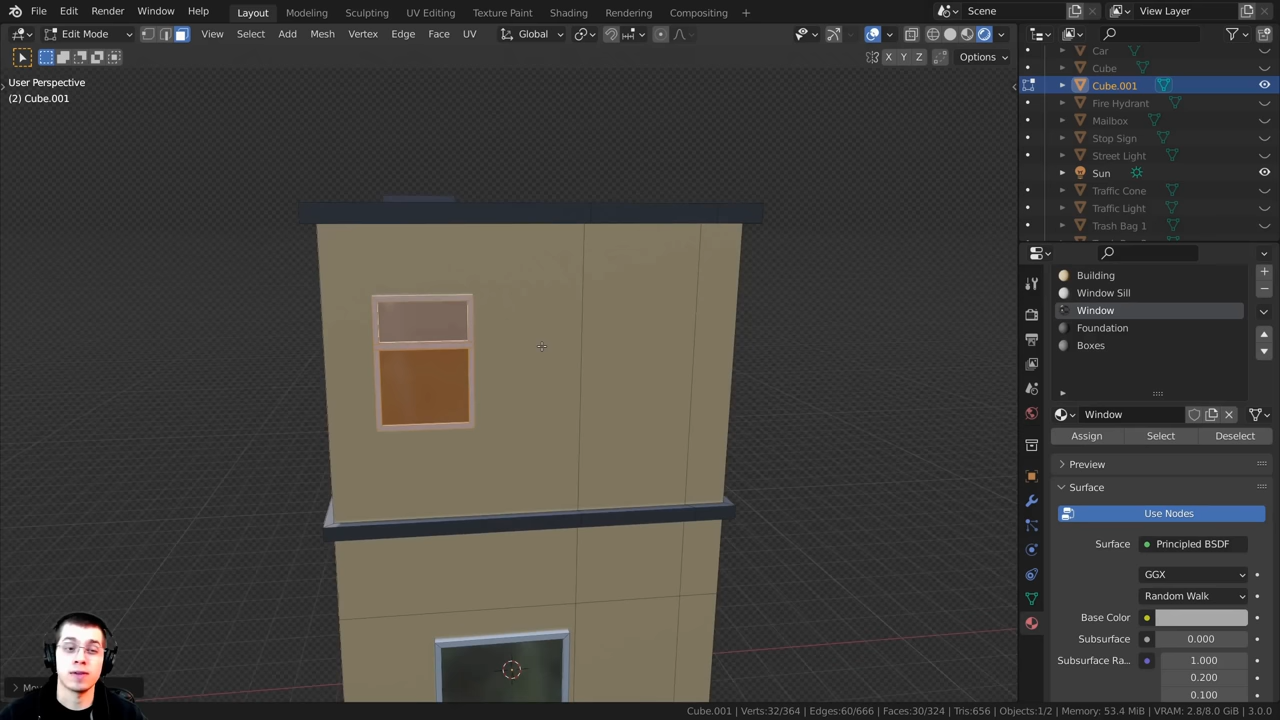 File Edit Render Window Help Layout Modeling Sculpting UV Editing Texture Paint Shading Rendering Compositing + Scene View Layer
Edit Mode View Select Add Mesh Vertex Edge Face UV Global
X Y Z Options
User Perspective
(2) Cube.001
Car
Cube
Cube.001
Fire Hydrant
Mailbox
Stop Sign
Street Light
Sun
Traffic Cone
Traffic Light
Trash Bag 1
Building
Window Sill
Window
Foundation
Boxes
Window
Assign Select Deselect
Preview
Surface
Use Nodes
Surface Principled BSDF
GGX
Random Walk
Base Color
Subsurface 0.000
Subsurface Ra... 1.000
0.200
0.100
Cube.001 | Verts:32/364 | Edges:60/666 | Faces:30/324 | Tris:656 | Objects:1/2 | Memory: 53.4 MiB | VRAM: 2.8/8.0 GiB | 3.0.0